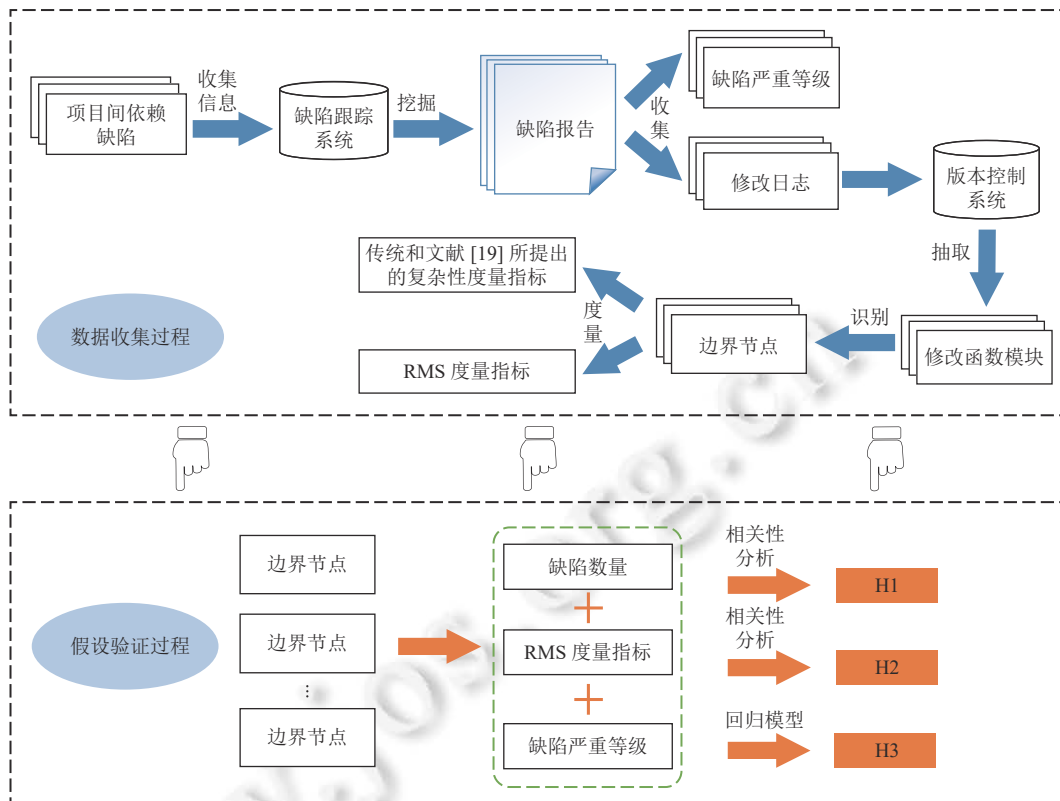 项目间依赖
缺陷
收集
信息
缺陷跟踪
系统
挖掘
缺陷报告
收集
缺陷严重等级
修改日志
版本控制
系统
抽取
修改函数模块
识别
边界节点
度量
传统和文献 [19] 所提出
的复杂性度量指标
RMS 度量指标
数据收集过程
假设验证过程
边界节点
边界节点
⋮
边界节点
缺陷数量
+
RMS 度量指标
+
缺陷严重等级
相关性
分析
H1
相关性
分析
H2
回归模型
H3